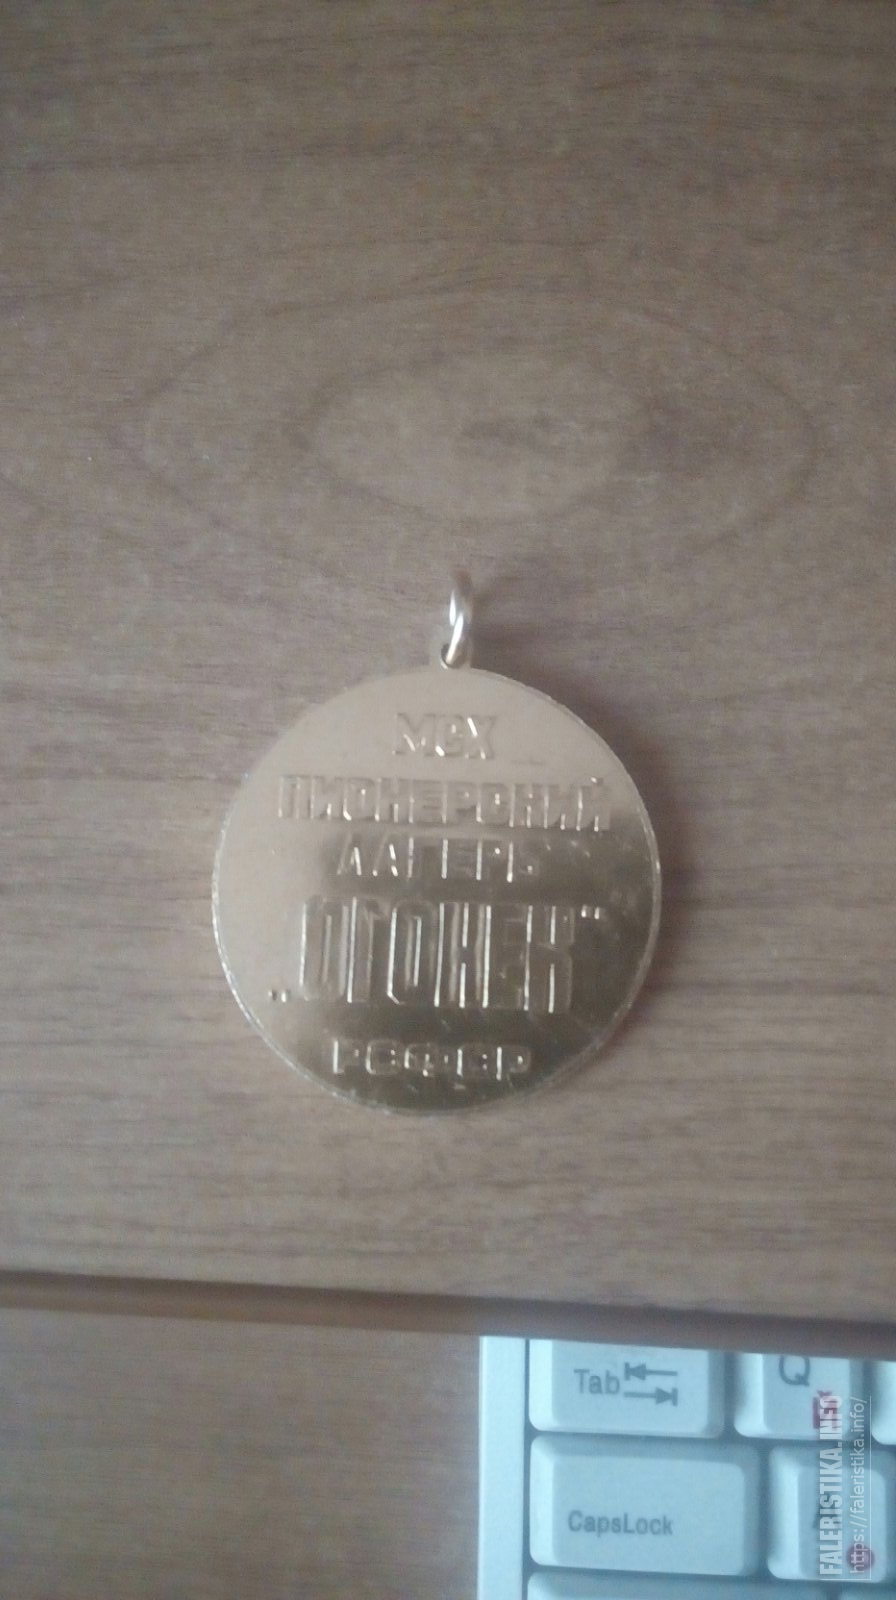 МСХ
ПИОНЕРСКИЙ
ЛАГЕРЬ
„ОГОНЕК"
РСФСР
Tab
Q
Й
CapsLock
A
FALERISTIKA.INFO
https://faleristika.info/